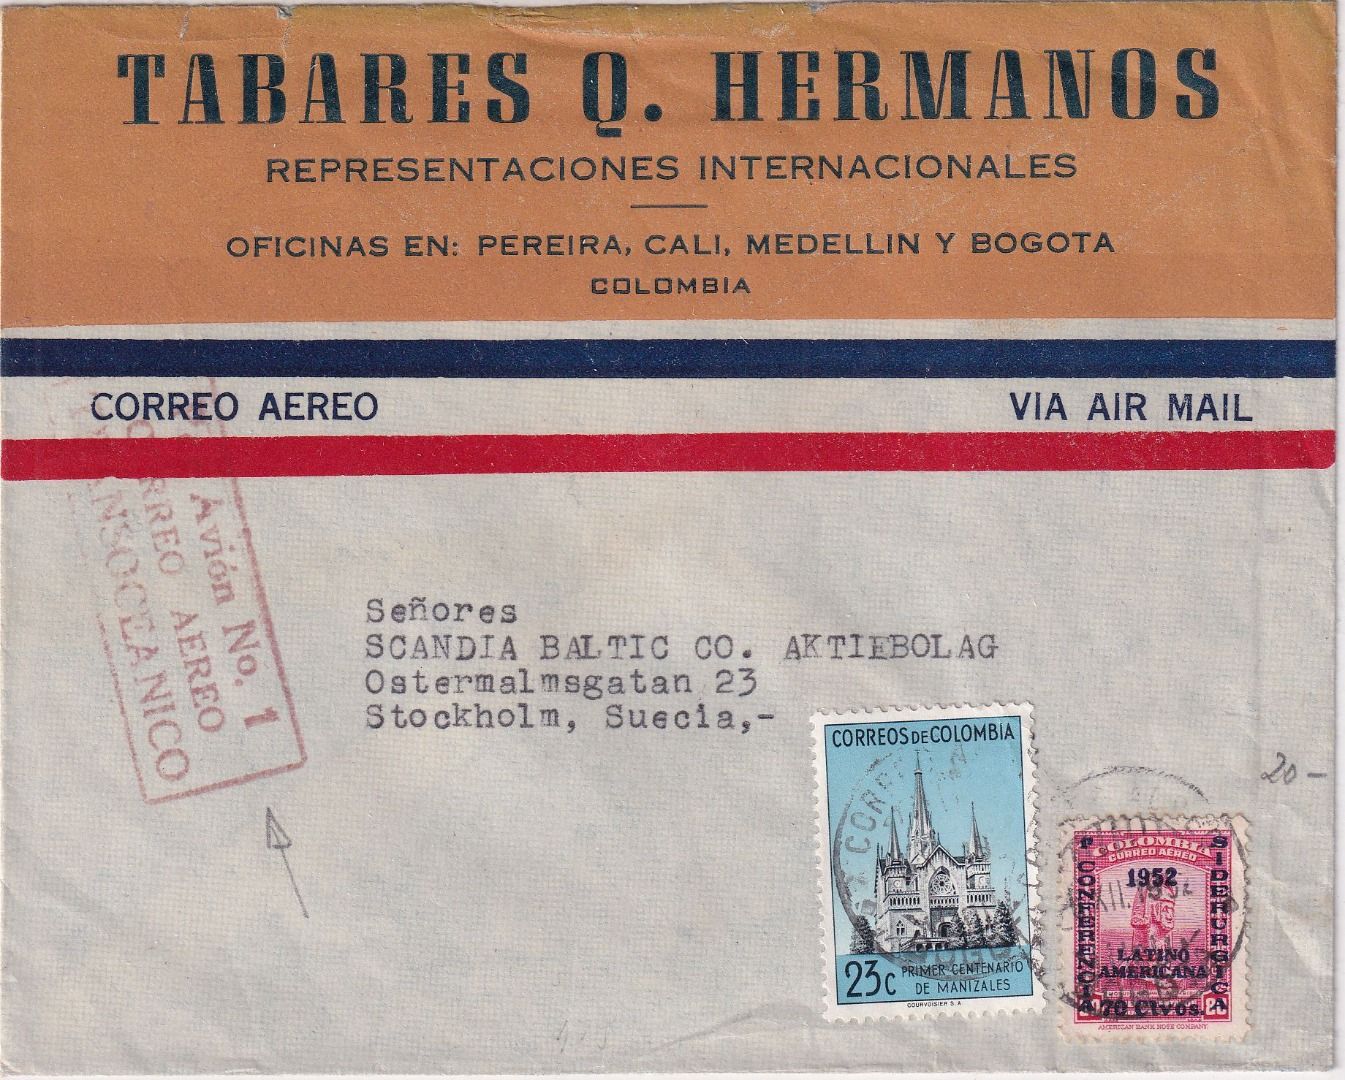 TABARES Q. HERMANOS
REPRESENTACIONES INTERNACIONALES
OFICINAS EN: PEREIRA, CALI, MEDELLIN Y BOGOTA
COLOMBIA
CORREO AEREO
VIA AIR MAIL
Avión No. 1
CORREO AEREO
TRANSOCEANICO
Señores
SCANDIA BALTIC CO. AKTIEBOLAG
Ostermalmsgatan 23
Stockholm, Suecia,-
CORREOS DE COLOMBIA
23c PRIMER CENTENARIO
DE MANIZALES
COURVOISIER S.A
20-
COLOMBIA
CORREO AEREO
1952
Iª CONFERENCIA
SIDERURGICA
LATINO
AMERICANA
70 Ctvos.
AMERICAN BANK NOTE COMPANY